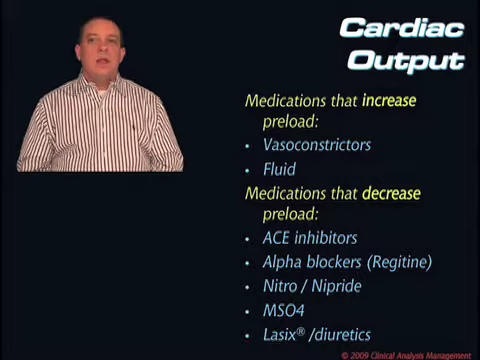 Cardiac
Output
Medications that increase
preload:
• Vasoconstrictors
• Fluid
Medications that decrease
preload:
• ACE inhibitors
• Alpha blockers (Regitine)
• Nitro / Nipride
• MSO4
• Lasix® /diuretics
© 2009 Clinical Analysis Management